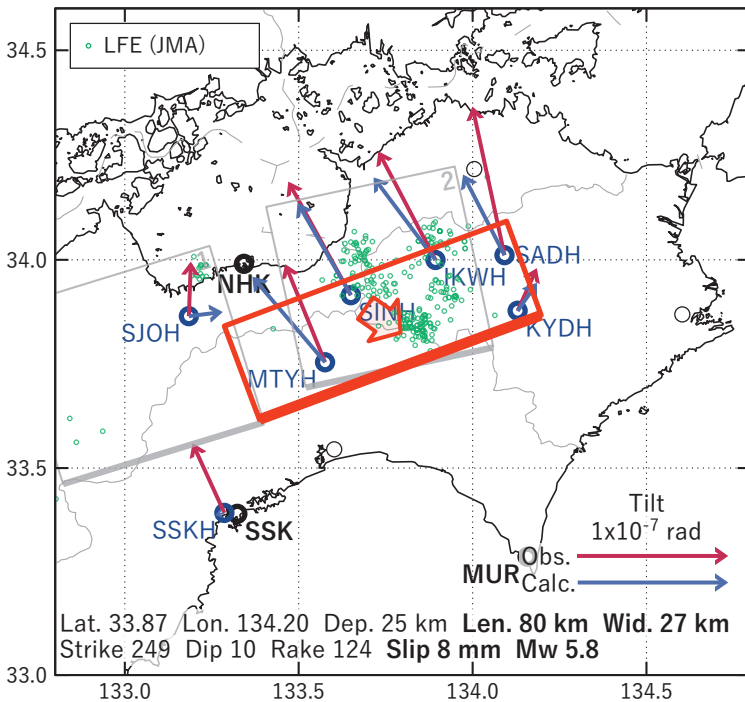 34.5
LFE (JMA)
2
34.0
NHK
SADH
IKWH
SJOH
SINH
KYDH
MTYH
33.5
SSKH
SSK
Tilt
1x10⁻⁷ rad
MUR
Obs.
Calc.
Lat. 33.87 Lon. 134.20 Dep. 25 km Len. 80 km Wid. 27 km
Strike 249 Dip 10 Rake 124 Slip 8 mm Mw 5.8
33.0
133.0 133.5 134.0 134.5